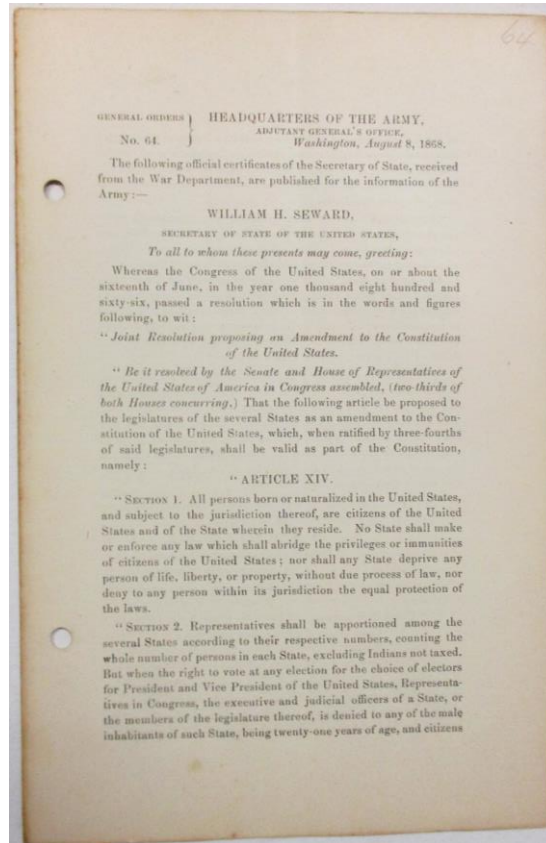 64
GENERAL ORDERS } HEADQUARTERS OF THE ARMY,
ADJUTANT GENERAL'S OFFICE,
No. 64. Washington, August 8, 1868.
The following official certificates of the Secretary of State, received
from the War Department, are published for the information of the
Army:—
WILLIAM H. SEWARD,
SECRETARY OF STATE OF THE UNITED STATES,
To all to whom these presents may come, greeting:
Whereas the Congress of the United States, on or about the
sixteenth of June, in the year one thousand eight hundred and
sixty-six, passed a resolution which is in the words and figures
following, to wit:
"Joint Resolution proposing an Amendment to the Constitution
of the United States.
"Be it resolved by the Senate and House of Representatives of
the United States of America in Congress assembled, (two-thirds of
both Houses concurring,) That the following article be proposed to
the legislatures of the several States as an amendment to the Con-
stitution of the United States, which, when ratified by three-fourths
of said legislatures, shall be valid as part of the Constitution,
namely:
"ARTICLE XIV.
"SECTION 1. All persons born or naturalized in the United States,
and subject to the jurisdiction thereof, are citizens of the United
States and of the State wherein they reside. No State shall make
or enforce any law which shall abridge the privileges or immunities
of citizens of the United States; nor shall any State deprive any
person of life, liberty, or property, without due process of law, nor
deny to any person within its jurisdiction the equal protection of
the laws.
"SECTION 2. Representatives shall be apportioned among the
several States according to their respective numbers, counting the
whole number of persons in each State, excluding Indians not taxed.
But when the right to vote at any election for the choice of electors
for President and Vice President of the United States, Representa-
tives in Congress, the executive and judicial officers of a State, or
the members of the legislature thereof, is denied to any of the male
inhabitants of such State, being twenty-one years of age, and citizens